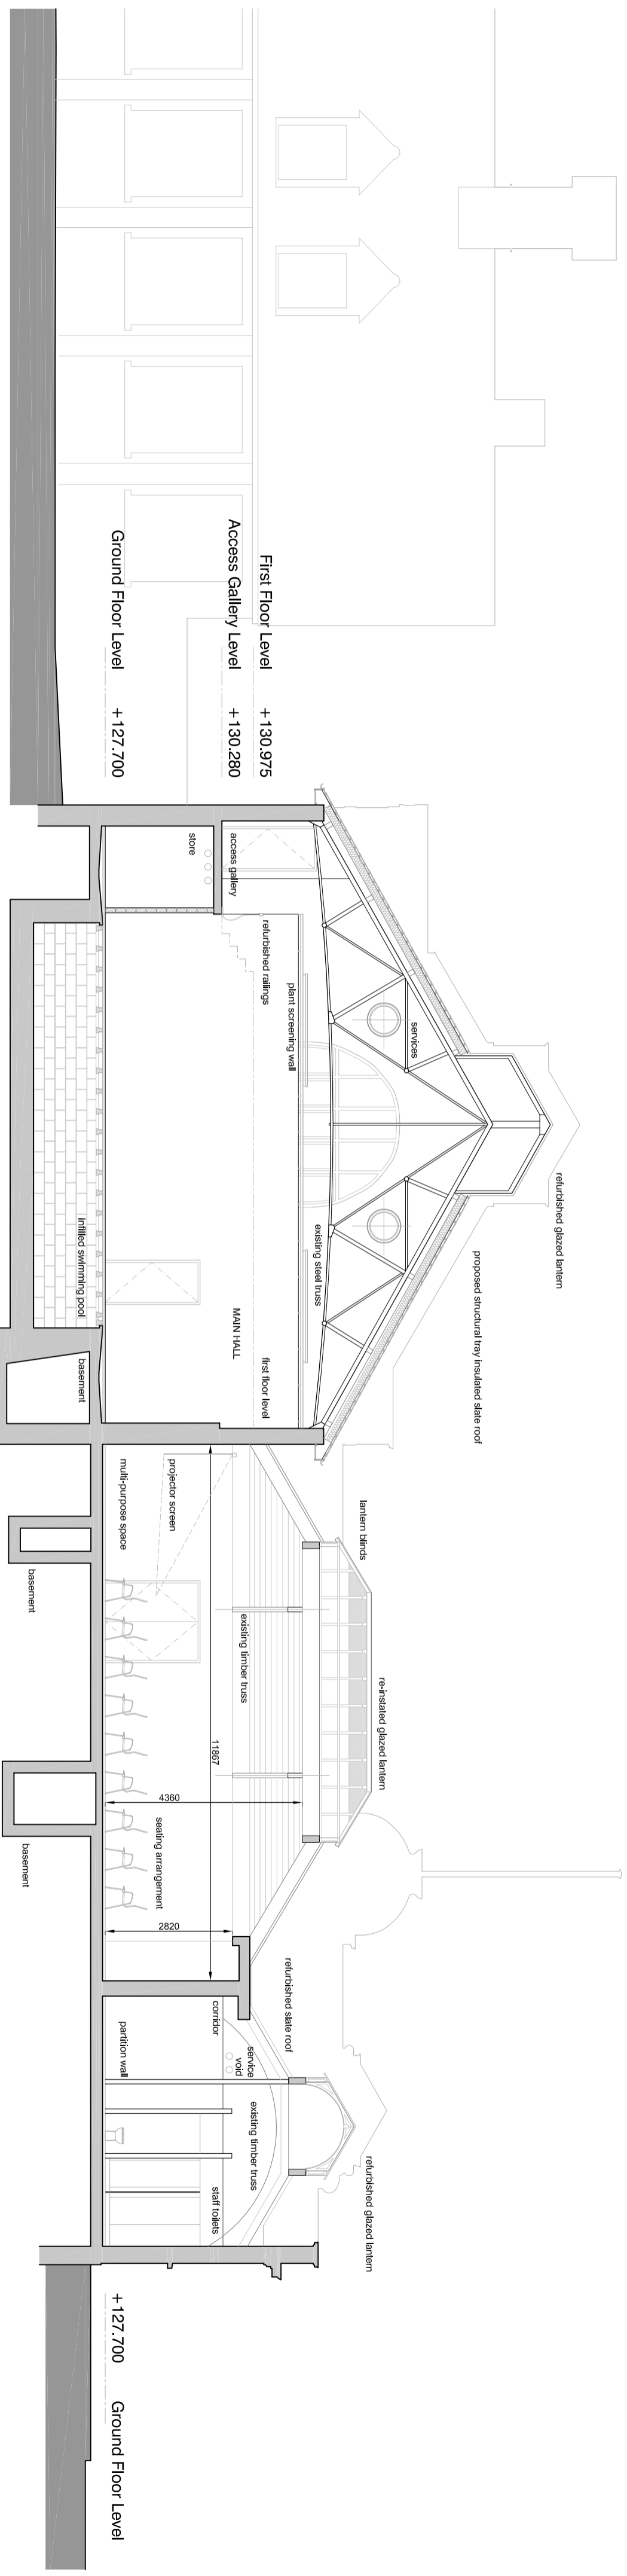 First Floor Level +130.975
Access Gallery Level +130.280
Ground Floor Level +127.700
access gallery
store
refurbished railings
plant screening wall
services
existing steel truss
refurbished glazed lantern
proposed structural tray insulated slate roof
MAIN HALL
first floor level
infilled swimming pool
basement
lantern blinds
re-instated glazed lantern
projector screen
multi-purpose space
existing timber truss
11867
4360
seating arrangement
2820
basement
basement
refurbished slate roof
corridor
service
void
partition wall
existing timber truss
staff toilets
refurbished glazed lantern
+127.700 Ground Floor Level